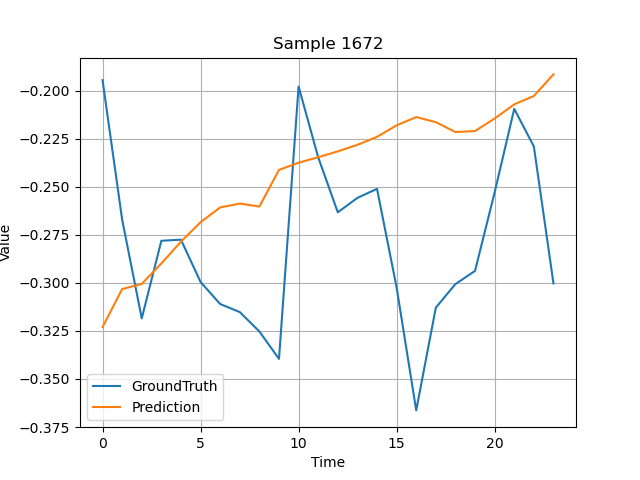 Sample 1672
−0.200
−0.225
−0.250
−0.275
−0.300
−0.325
−0.350
−0.375
Value
GroundTruth
Prediction
0 5 10 15 20
Time